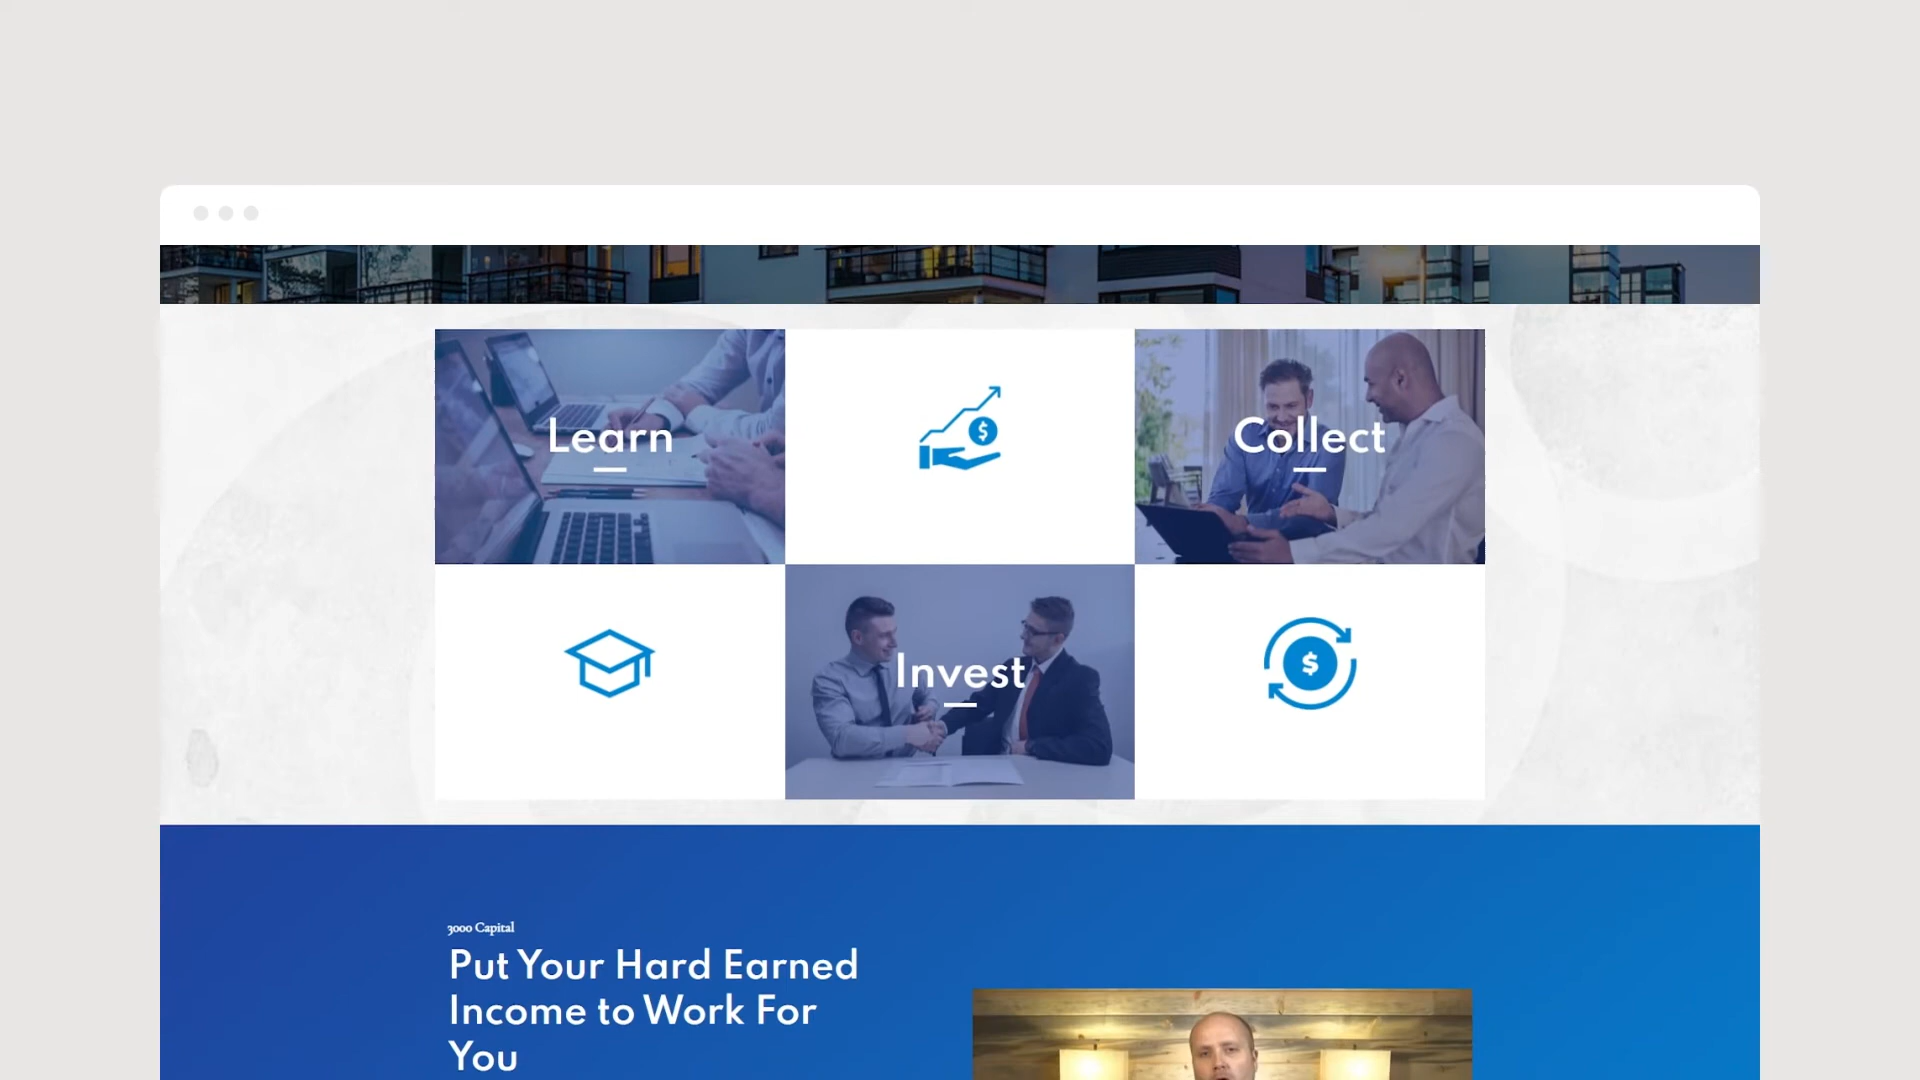 Learn
Collect
Invest
3000 Capital
Put Your Hard Earned
Income to Work For
You